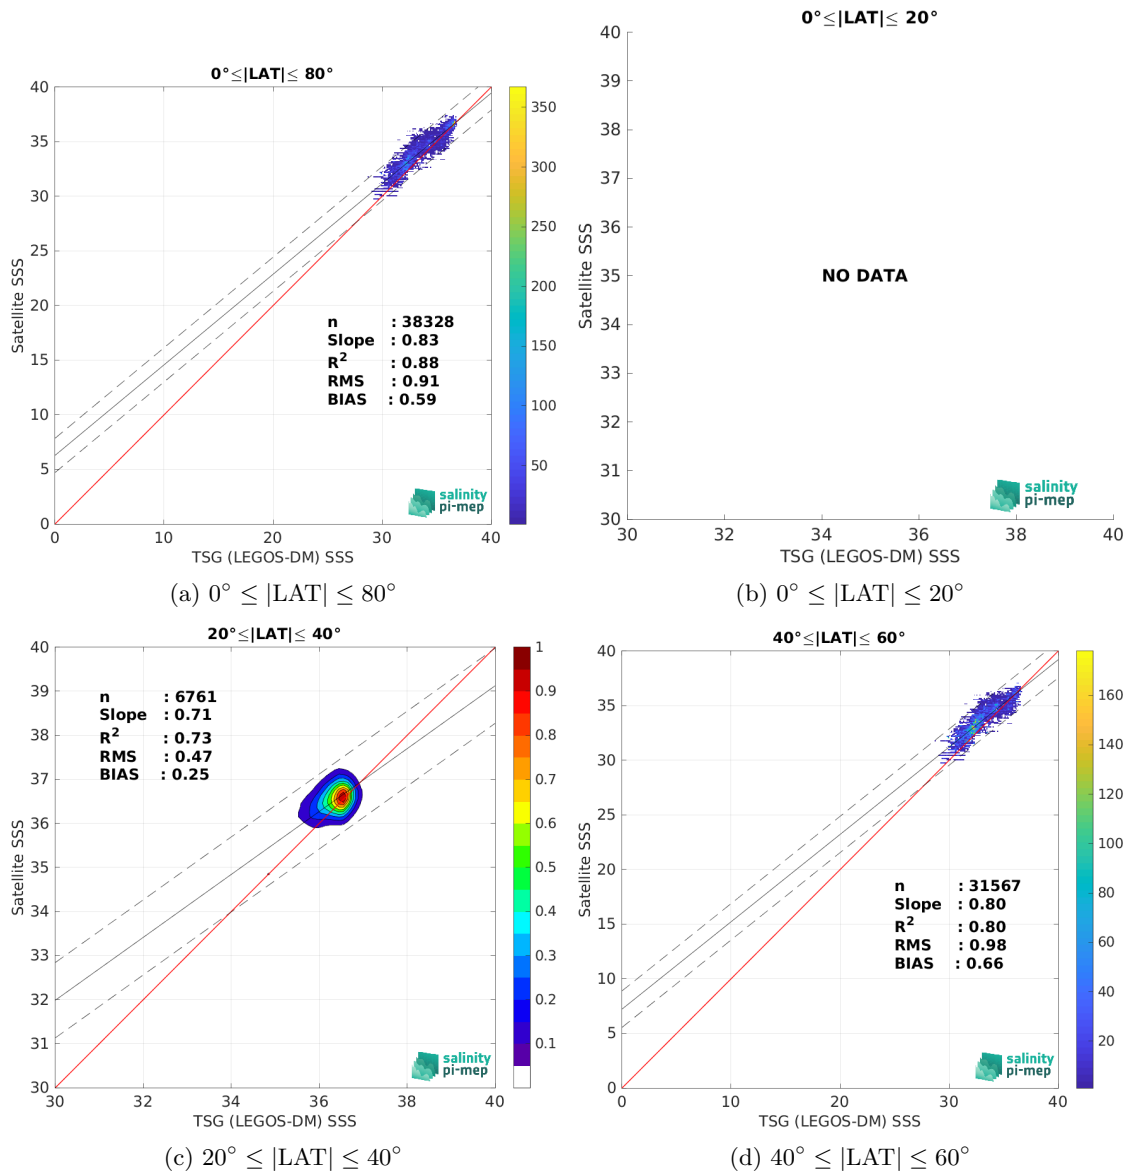 0°≤|LAT|≤ 80°
40
35
30
25
20
15
10
5
0
0
10
20
30
40
Satellite SSS
TSG (LEGOS-DM) SSS
n : 38328
Slope : 0.83
R² : 0.88
RMS : 0.91
BIAS : 0.59
salinity
pi-mep
350
300
250
200
150
100
50
(a) 0° ≤ |LAT| ≤ 80°
0°≤|LAT|≤ 20°
40
39
38
37
36
35
34
33
32
31
30
30
32
34
36
38
40
Satellite SSS
TSG (LEGOS-DM) SSS
NO DATA
salinity
pi-mep
(b) 0° ≤ |LAT| ≤ 20°
20°≤|LAT|≤ 40°
40
39
38
37
36
35
34
33
32
31
30
30
32
34
36
38
40
Satellite SSS
TSG (LEGOS-DM) SSS
n : 6761
Slope : 0.71
R² : 0.73
RMS : 0.47
BIAS : 0.25
salinity
pi-mep
1
0.9
0.8
0.7
0.6
0.5
0.4
0.3
0.2
0.1
(c) 20° ≤ |LAT| ≤ 40°
40°≤|LAT|≤ 60°
40
35
30
25
20
15
10
5
0
0
10
20
30
40
Satellite SSS
TSG (LEGOS-DM) SSS
n : 31567
Slope : 0.80
R² : 0.80
RMS : 0.98
BIAS : 0.66
salinity
pi-mep
160
140
120
100
80
60
40
20
(d) 40° ≤ |LAT| ≤ 60°